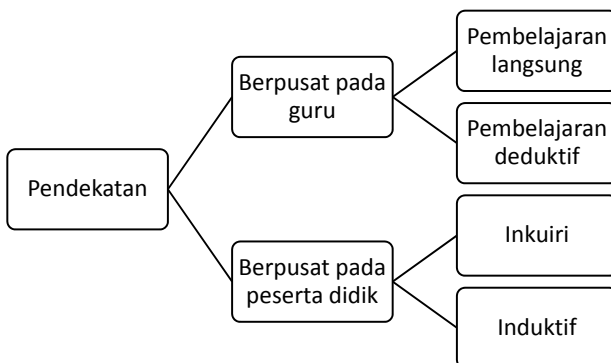 Pendekatan
Berpusat pada
guru
Pembelajaran
langsung
Pembelajaran
deduktif
Berpusat pada
peserta didik
Inkuiri
Induktif